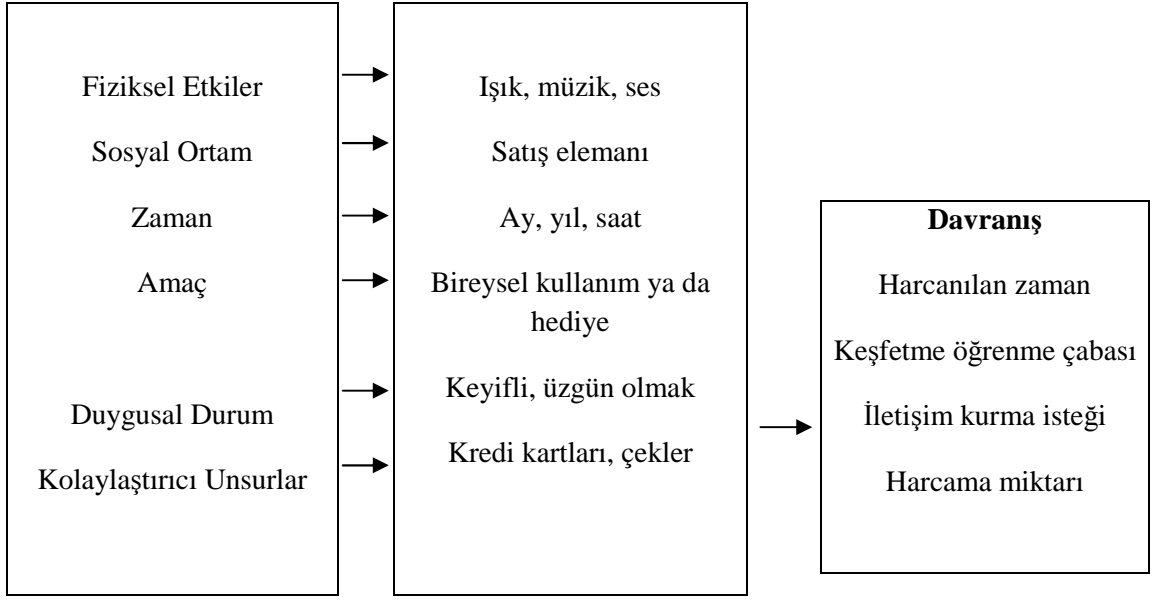 Fiziksel Etkiler
Sosyal Ortam
Zaman
Amaç
Duygusal Durum
Kolaylaştırıcı Unsurlar
Işık, müzik, ses
Satış elemanı
Ay, yıl, saat
Bireysel kullanım ya da
hediye
Keyifli, üzgün olmak
Kredi kartları, çekler
Davranış
Harcanılan zaman
Keşfetme öğrenme çabası
İletişim kurma isteği
Harcama miktarı